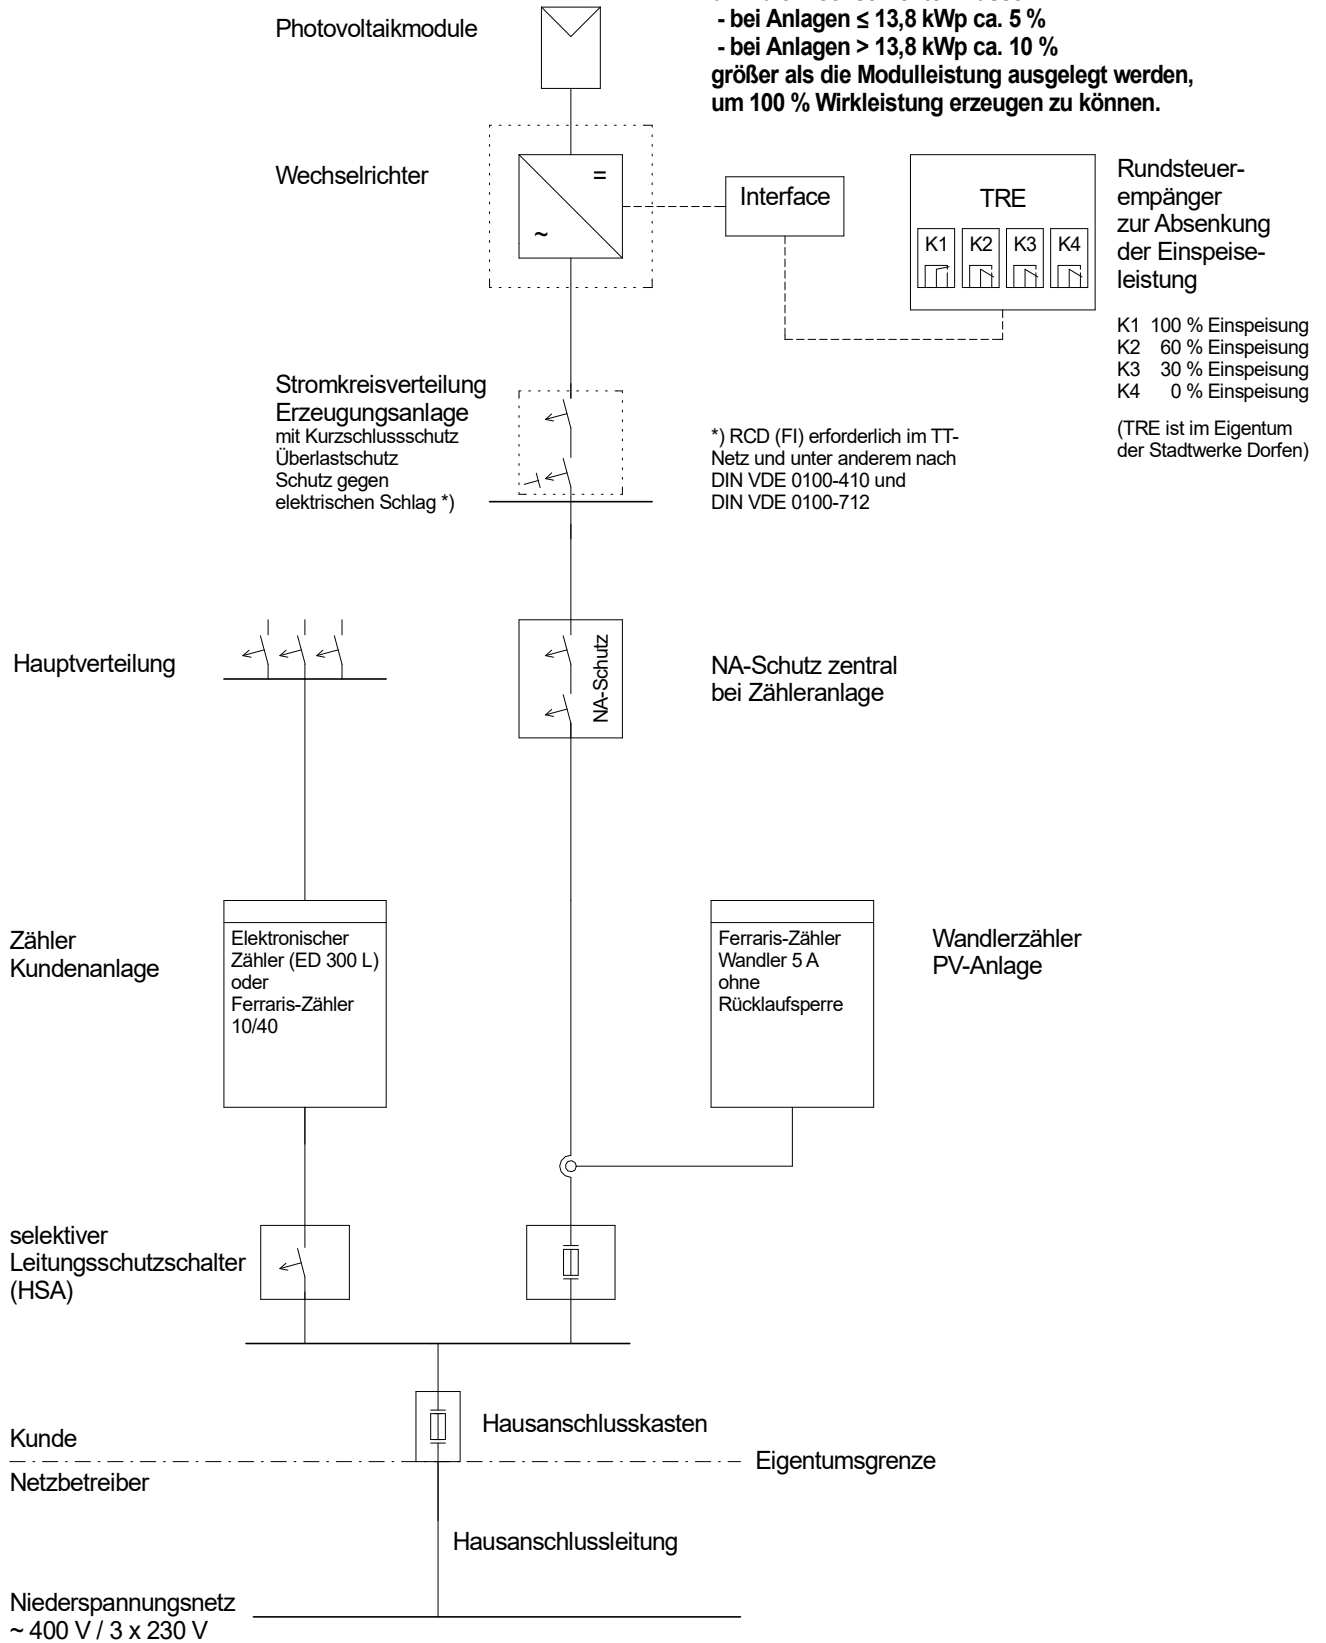 - bei Anlagen ≤ 13,8 kWp ca. 5 %
- bei Anlagen > 13,8 kWp ca. 10 %
größer als die Modulleistung ausgelegt werden,
um 100 % Wirkleistung erzeugen zu können.
Photovoltaikmodule
Wechselrichter
=
~
Interface
TRE
K1 K2 K3 K4
Rundsteuer-
empänger
zur Absenkung
der Einspeise-
leistung
K1 100 % Einspeisung
K2 60 % Einspeisung
K3 30 % Einspeisung
K4 0 % Einspeisung
(TRE ist im Eigentum
der Stadtwerke Dorfen)
Stromkreisverteilung
Erzeugungsanlage
mit Kurzschlussschutz
Überlastschutz
Schutz gegen
elektrischen Schlag *)
*) RCD (FI) erforderlich im TT-
Netz und unter anderem nach
DIN VDE 0100-410 und
DIN VDE 0100-712
Hauptverteilung
NA-Schutz
NA-Schutz zentral
bei Zähleranlage
Zähler
Kundenanlage
Elektronischer
Zähler (ED 300 L)
oder
Ferraris-Zähler
10/40
Ferraris-Zähler
Wandler 5 A
ohne
Rücklaufsperre
Wandlerzähler
PV-Anlage
selektiver
Leitungsschutzschalter
(HSA)
Hausanschlusskasten
Kunde
Eigentumsgrenze
Netzbetreiber
Hausanschlussleitung
Niederspannungsnetz
~ 400 V / 3 x 230 V